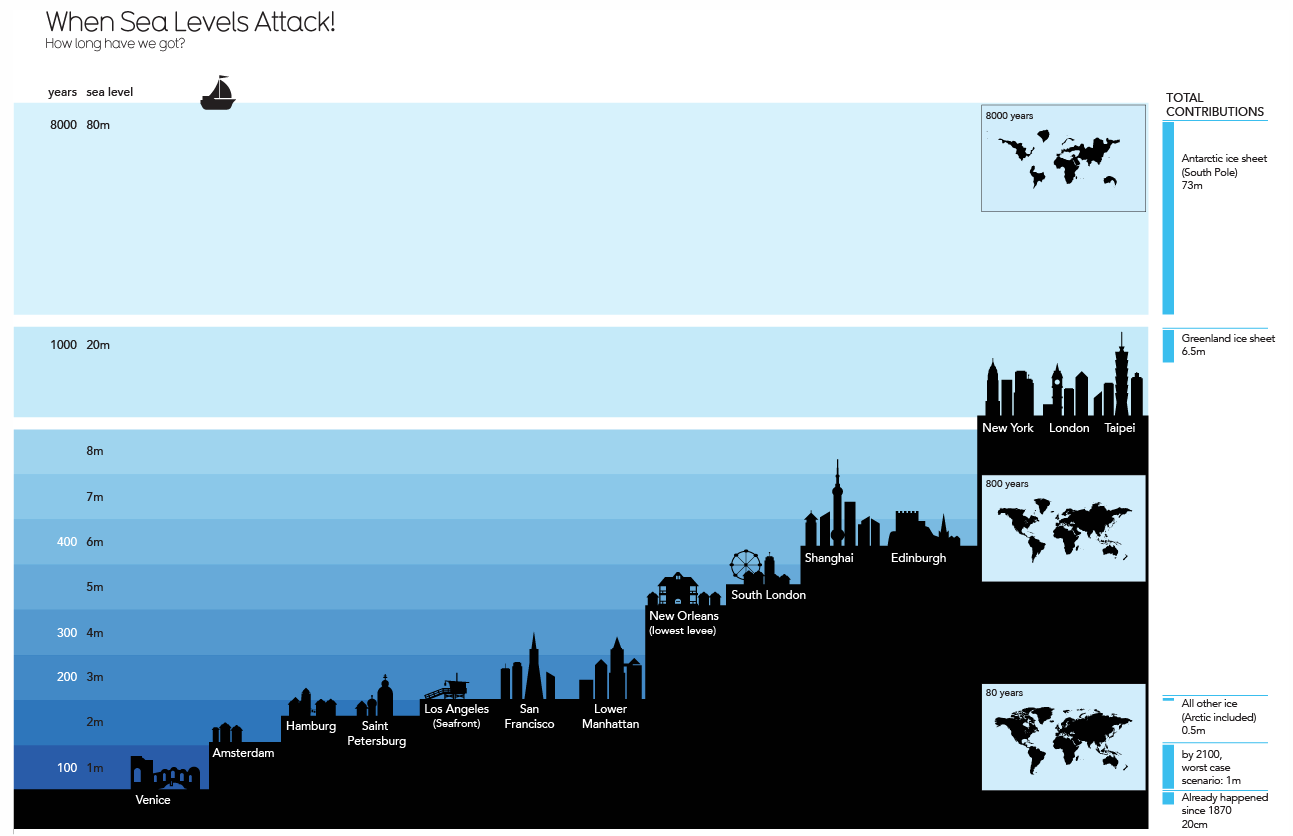 When Sea Levels Attack!
How long have we got?
years sea level
8000 80m
8000 years
TOTAL
CONTRIBUTIONS
Antarctic ice sheet
(South Pole)
73m
1000 20m
Greenland ice sheet
6.5m
New York London Taipei
8m
7m
800 years
400 6m
Shanghai Edinburgh
5m
South London
New Orleans
(lowest levee)
300 4m
200 3m
80 years
Los Angeles
(Seafront)
San
Francisco
Lower
Manhattan
All other ice
(Arctic included)
0.5m
2m
Hamburg
Saint
Petersburg
Amsterdam
by 2100,
worst case
scenario: 1m
100 1m
Venice
Already happened
since 1870
20cm